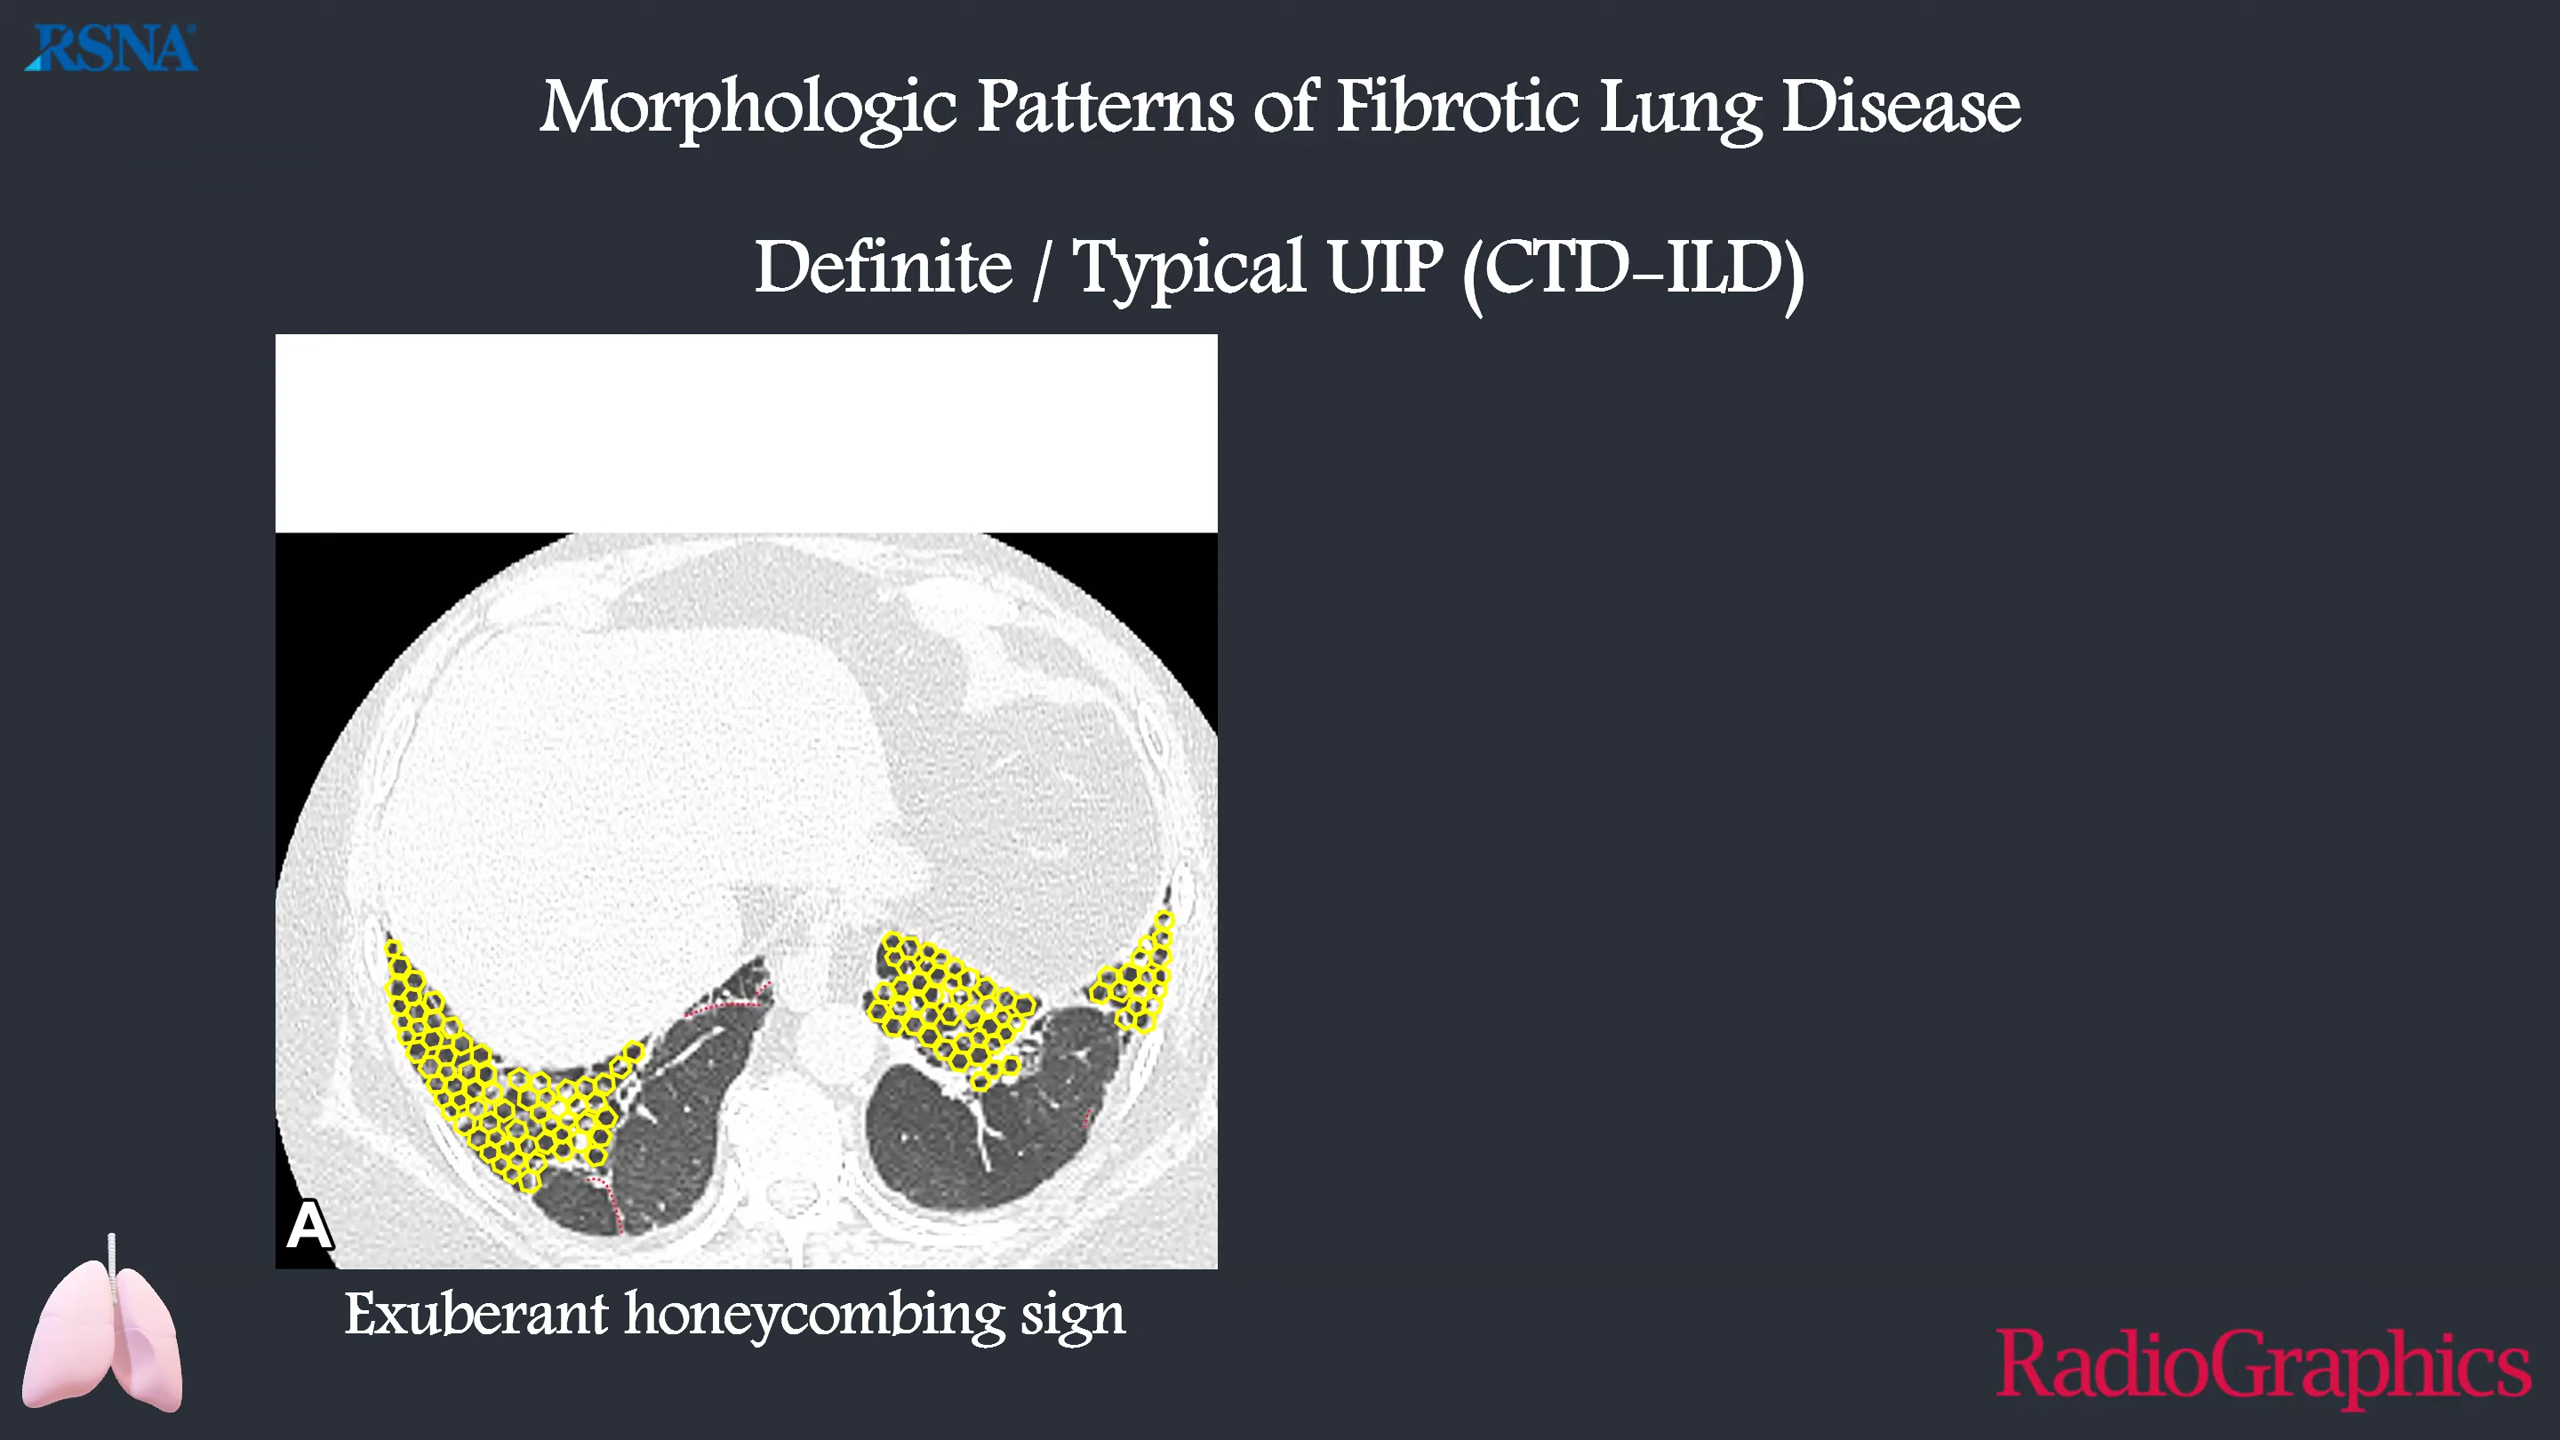 RSNA®
Morphologic Patterns of Fibrotic Lung Disease
Definite / Typical UIP (CTD-ILD)
A
Exuberant honeycombing sign
RadioGraphics